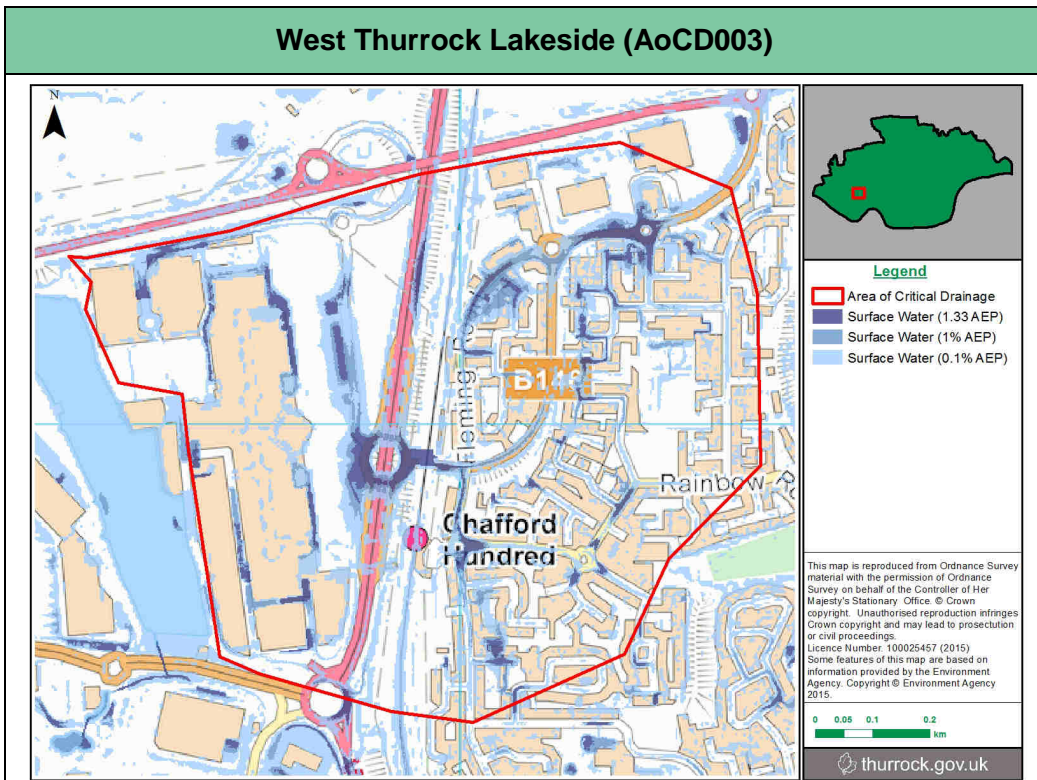 West Thurrock Lakeside (AoCD003)
N
B14
Fleming Ro
Rainbow
Chafford
Hundred
Legend
Area of Critical Drainage
Surface Water (1.33 AEP)
Surface Water (1% AEP)
Surface Water (0.1% AEP)
This map is reproduced from Ordnance Survey
material with the permission of Ordnance
Survey on behalf of the Controller of Her
Majesty's Stationary Office. © Crown
copyright. Unauthorised reproduction infringes
Crown copyright and may lead to prosectution
or civil proceedings.
Licence Number. 100025457 (2015)
Some features of this map are based on
information provided by the Environment
Agency. Copyright © Environment Agency
2015.
0 0.05 0.1 0.2
km
thurrock.gov.uk